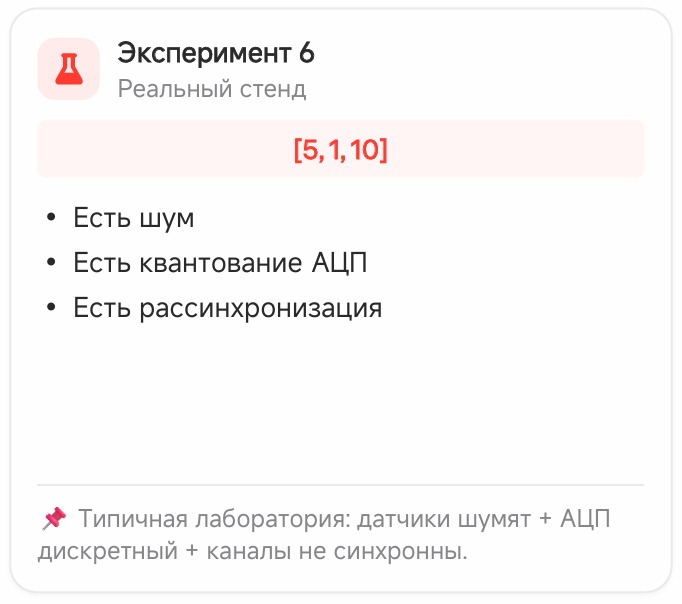 Эксперимент 6
Реальный стенд
[5, 1, 10]
• Есть шум
• Есть квантование АЦП
• Есть рассинхронизация
📌 Типичная лаборатория: датчики шумят + АЦП
дискретный + каналы не синхронны.